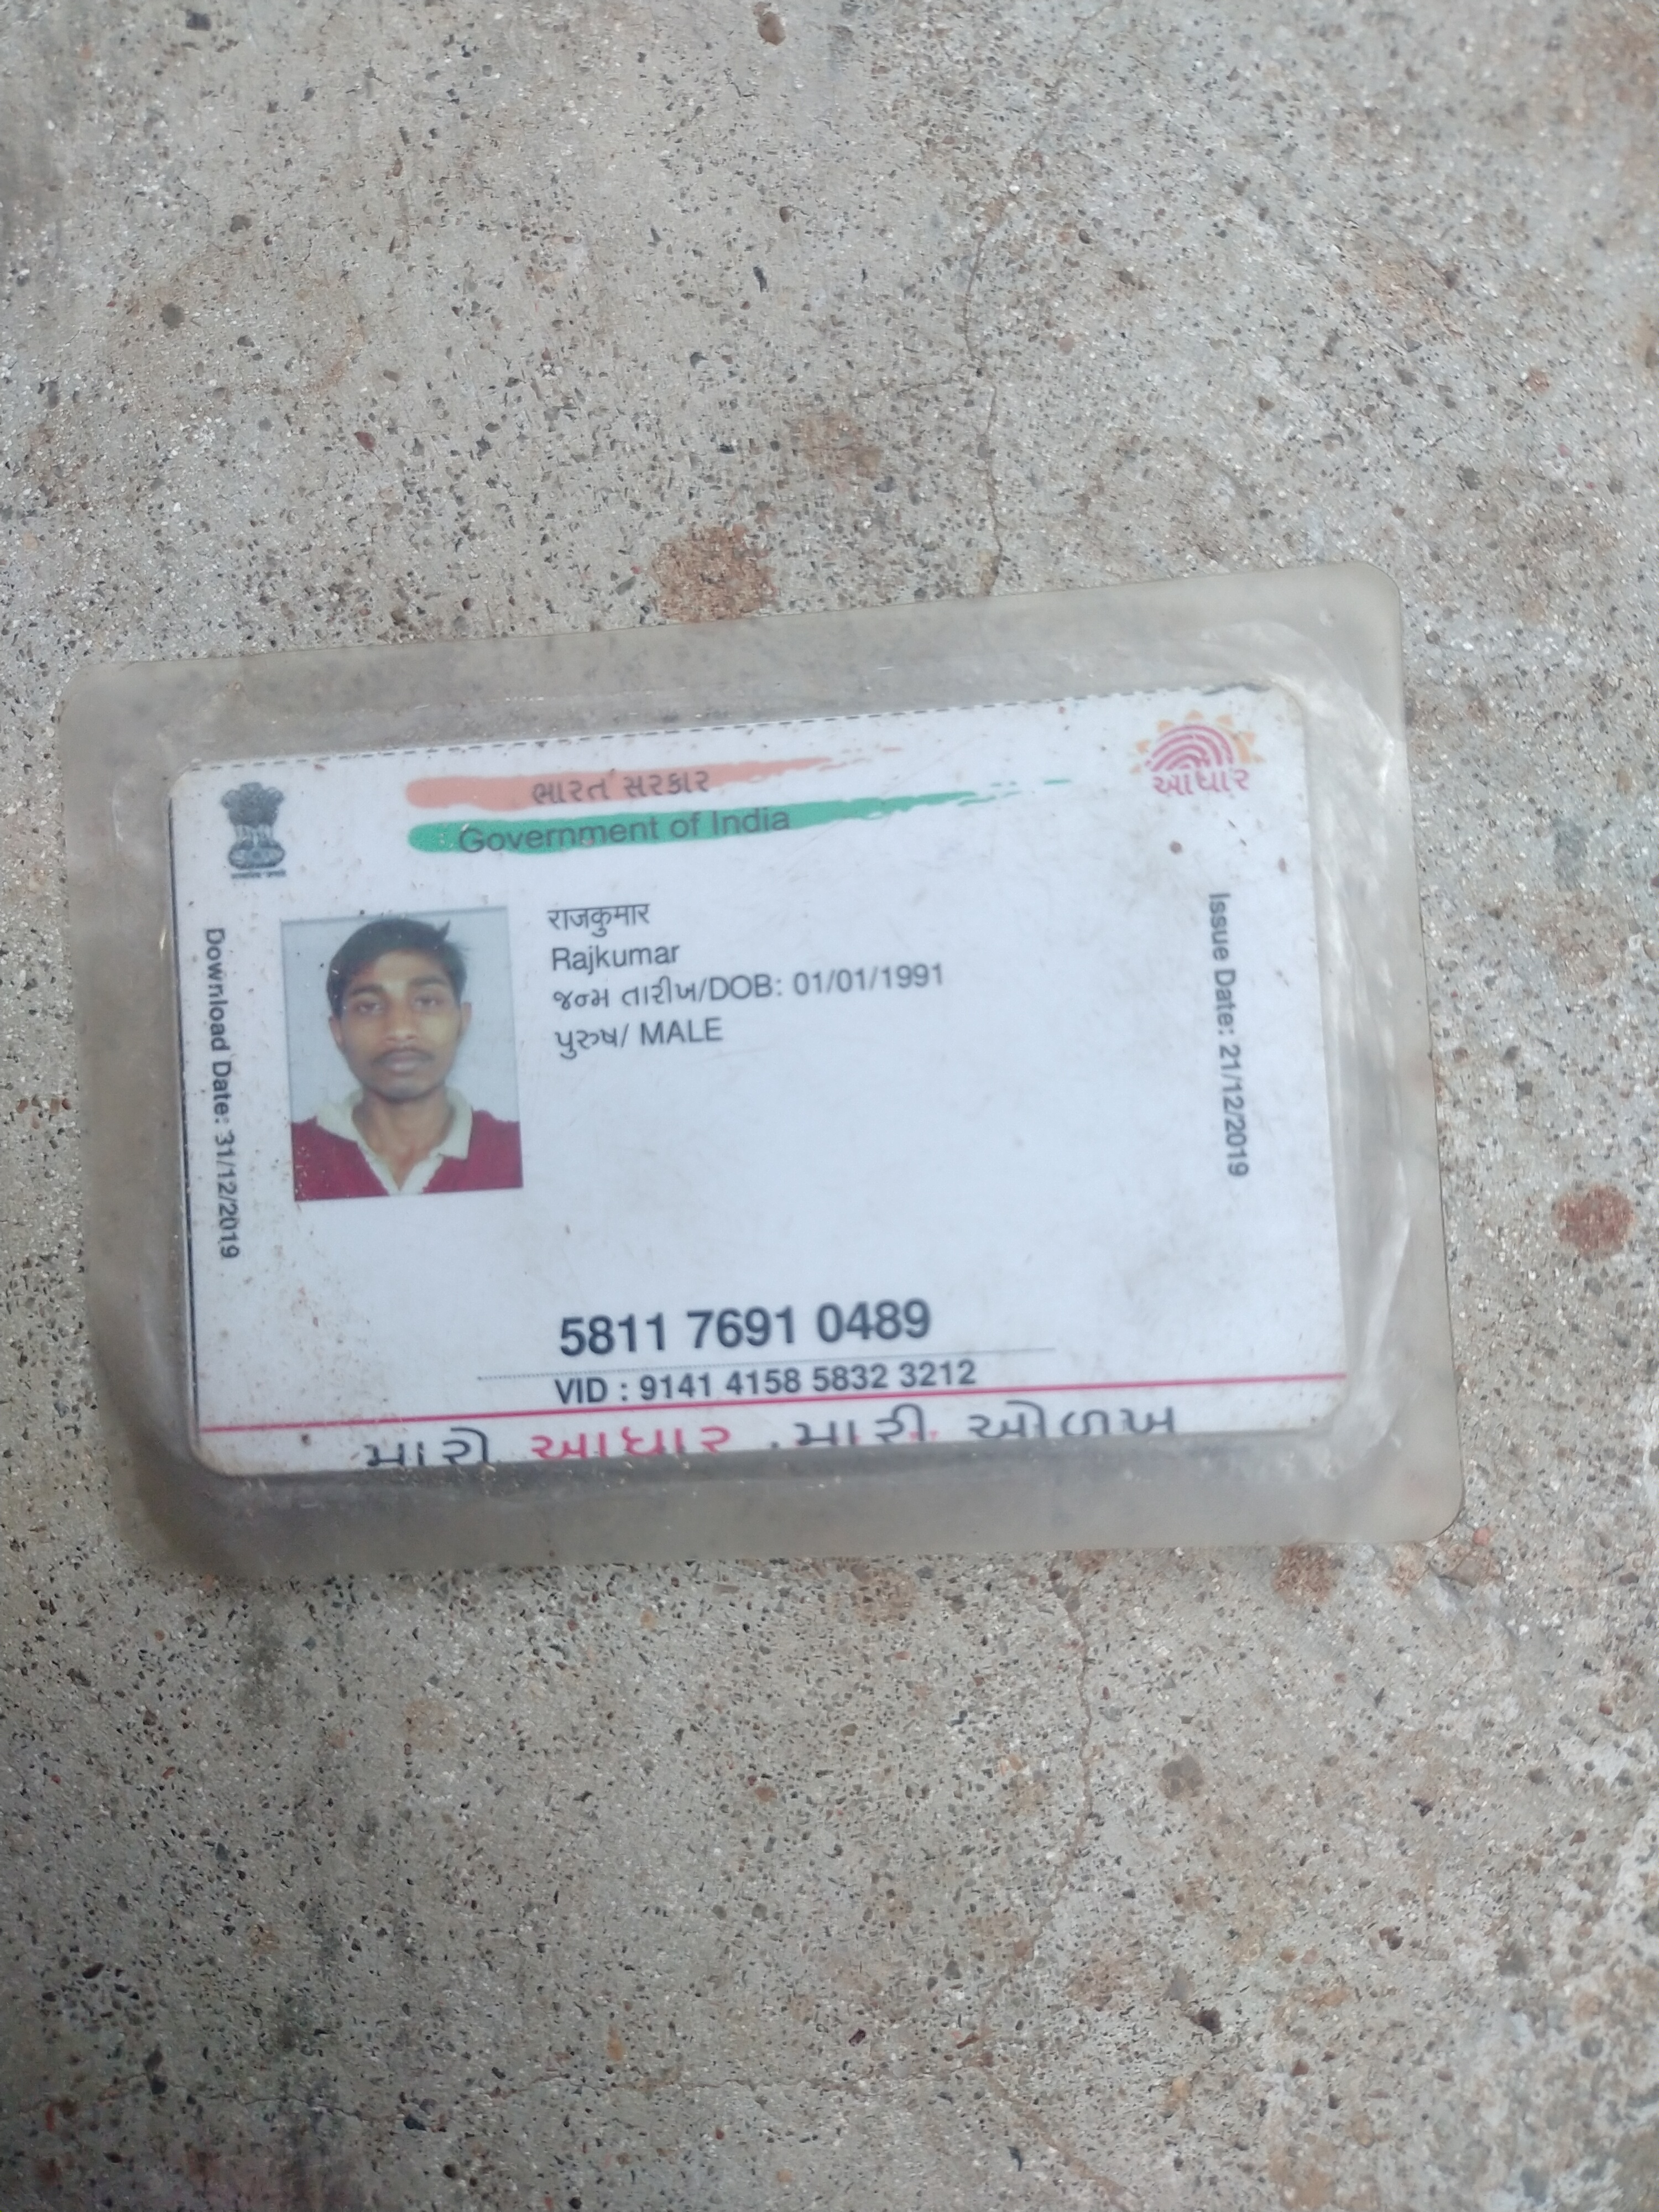 ભારત સરકાર
Government of India
આધાર
राजकुमार
Rajkumar
જન્મ તારીખ/DOB: 01/01/1991
પુરુષ/ MALE
Download Date: 31/12/2019
Issue Date: 21/12/2019
5811 7691 0489
VID : 9141 4158 5832 3212
મારો આધાર, મારી ઓળખ